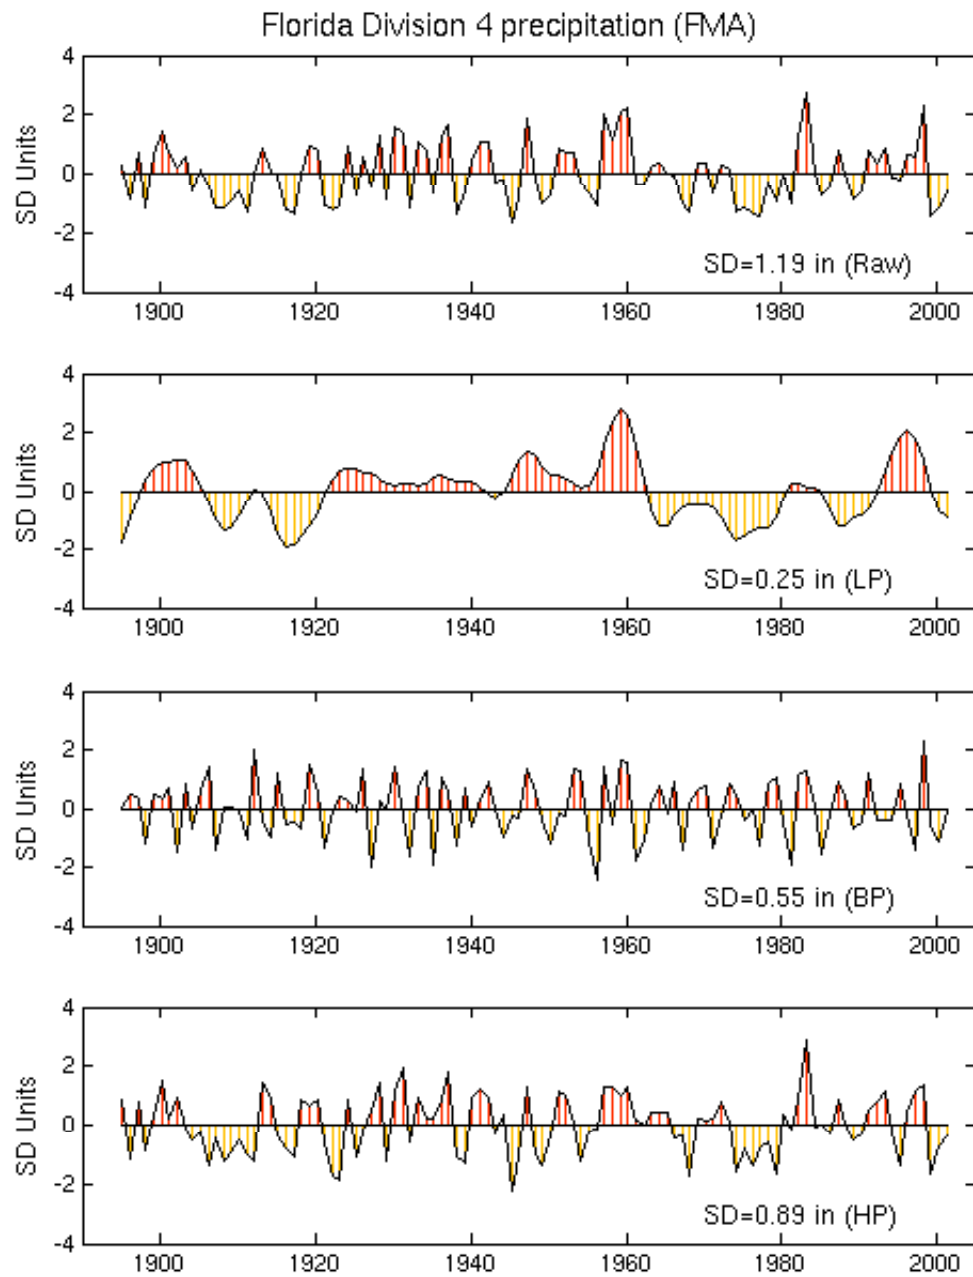 Florida Division 4 precipitation (FMA)
4
2
0
-2
-4
SD Units
SD=1.19 in (Raw)
1900 1920 1940 1960 1980 2000
4
2
0
-2
-4
SD Units
SD=0.25 in (LP)
1900 1920 1940 1960 1980 2000
4
2
0
-2
-4
SD Units
SD=0.55 in (BP)
1900 1920 1940 1960 1980 2000
4
2
0
-2
-4
SD Units
SD=0.89 in (HP)
1900 1920 1940 1960 1980 2000